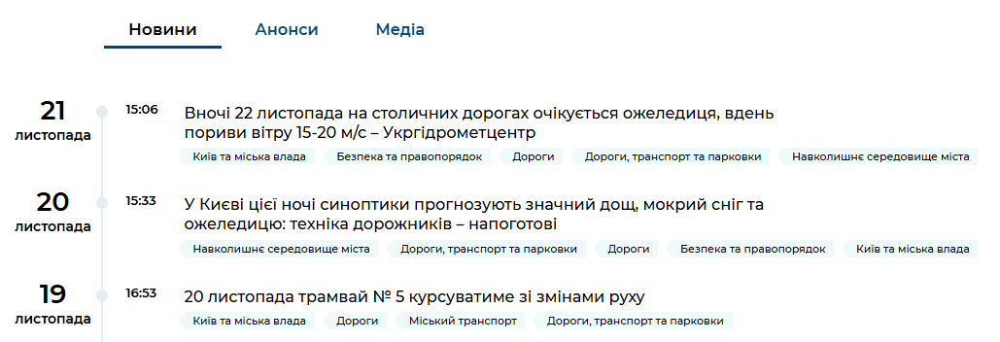 Новини Анонси Медіа
21 15:06 Вночі 22 листопада на столичних дорогах очікується ожеледиця, вдень
листопада пориви вітру 15-20 м/с – Укргідрометцентр
Київ та міська влада Безпека та правопорядок Дороги Дороги, транспорт та парковки Навколишнє середовище міста
20 15:33 У Києві цієї ночі синоптики прогнозують значний дощ, мокрий сніг та
листопада ожеледицю: техніка дорожників – напоготові
Навколишнє середовище міста Дороги, транспорт та парковки Дороги Безпека та правопорядок Київ та міська влада
19 16:53 20 листопада трамвай № 5 курсуватиме зі змінами руху
листопада Київ та міська влада Дороги Міський транспорт Дороги, транспорт та парковки